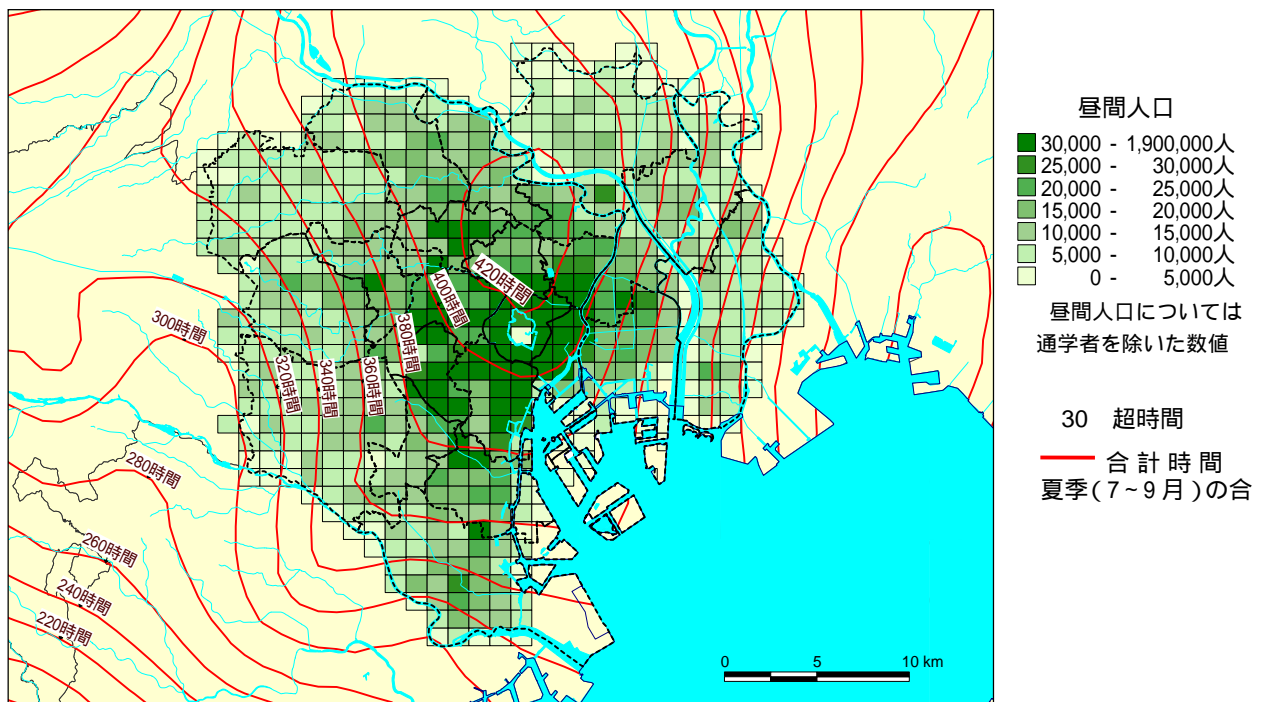 420時間
400時間
380時間
360時間
340時間
320時間
300時間
280時間
260時間
240時間
220時間
0 5 10 km
昼間人口
30,000 - 1,900,000人
25,000 - 30,000人
20,000 - 25,000人
15,000 - 20,000人
10,000 - 15,000人
5,000 - 10,000人
0 - 5,000人
昼間人口については
通学者を除いた数値
30 超時間
合計時間
夏季(7~9月)の合